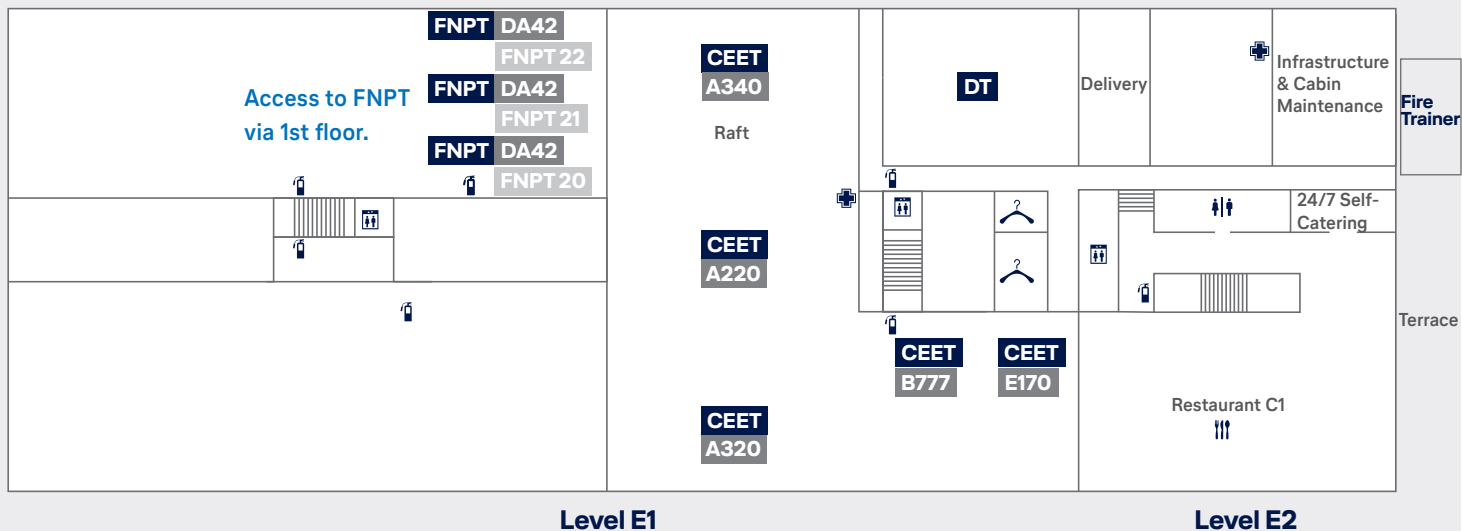 FNPT DA42
FNPT 22
FNPT DA42
FNPT 21
FNPT DA42
FNPT 20
Access to FNPT
via 1st floor.
CEET
A340
Raft
CEET
A220
CEET
A320
DT
Delivery
Infrastructure
& Cabin
Maintenance
Fire
Trainer
24/7 Self-
Catering
CEET
B777
CEET
E170
Terrace
Restaurant C1
Level E1
Level E2